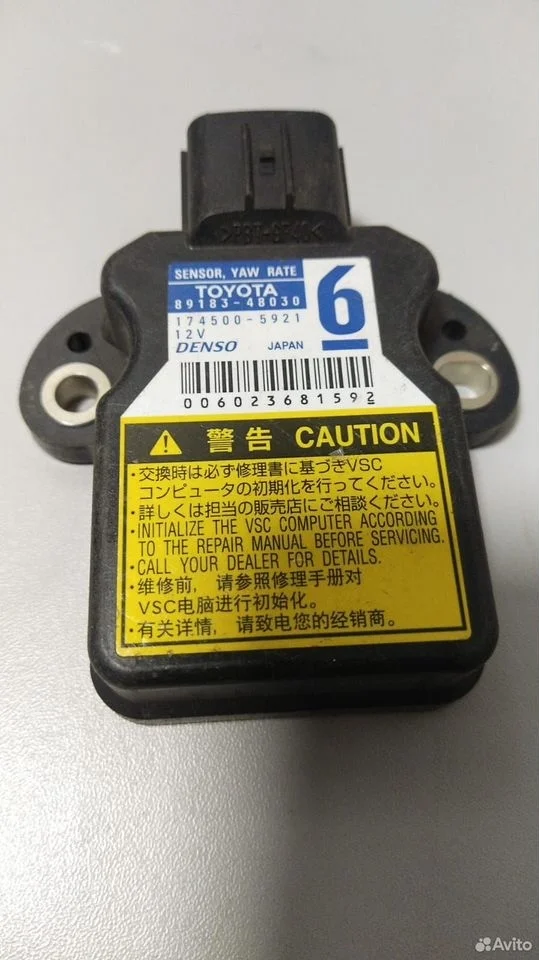 SENSOR, YAW RATE
TOYOTA
89183-48030
174500-5921
12V
DENSO JAPAN
6
006023681592
警告 CAUTION
・交換時は必ず修理書に基づきVSC
コンピュータの初期化を行ってください。
・詳しくは担当の販売店にご相談ください。
・INITIALIZE THE VSC COMPUTER ACCORDING
TO THE REPAIR MANUAL BEFORE SERVICING.
・CALL YOUR DEALER FOR DETAILS.
・维修前，请参照修理手册对
VSC电脑进行初始化。
・有关详情，请致电您的经销商。
Avito